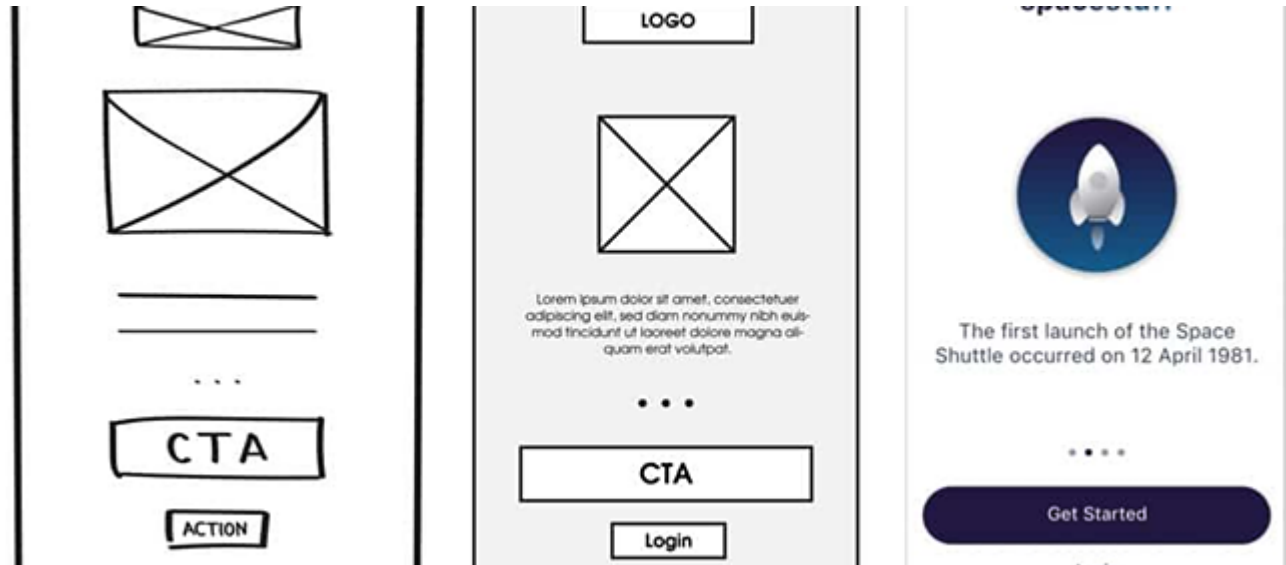 CTA
ACTION
LOGO
Lorem ipsum dolor sit amet, consectetuer
adipiscing elit, sed diam nonummy nibh euis-
mod tincidunt ut laoreet dolore magna ali-
quam erat volutpat.
CTA
Login
The first launch of the Space
Shuttle occurred on 12 April 1981.
Get Started